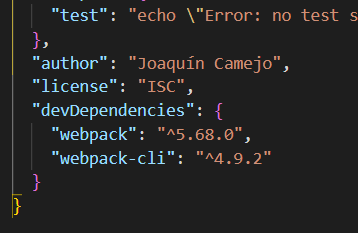 "test": "echo \"Error: no test s
},
"author": "Joaquín Camejo",
"license": "ISC",
"devDependencies": {
"webpack": "^5.68.0",
"webpack-cli": "^4.9.2"
}
}